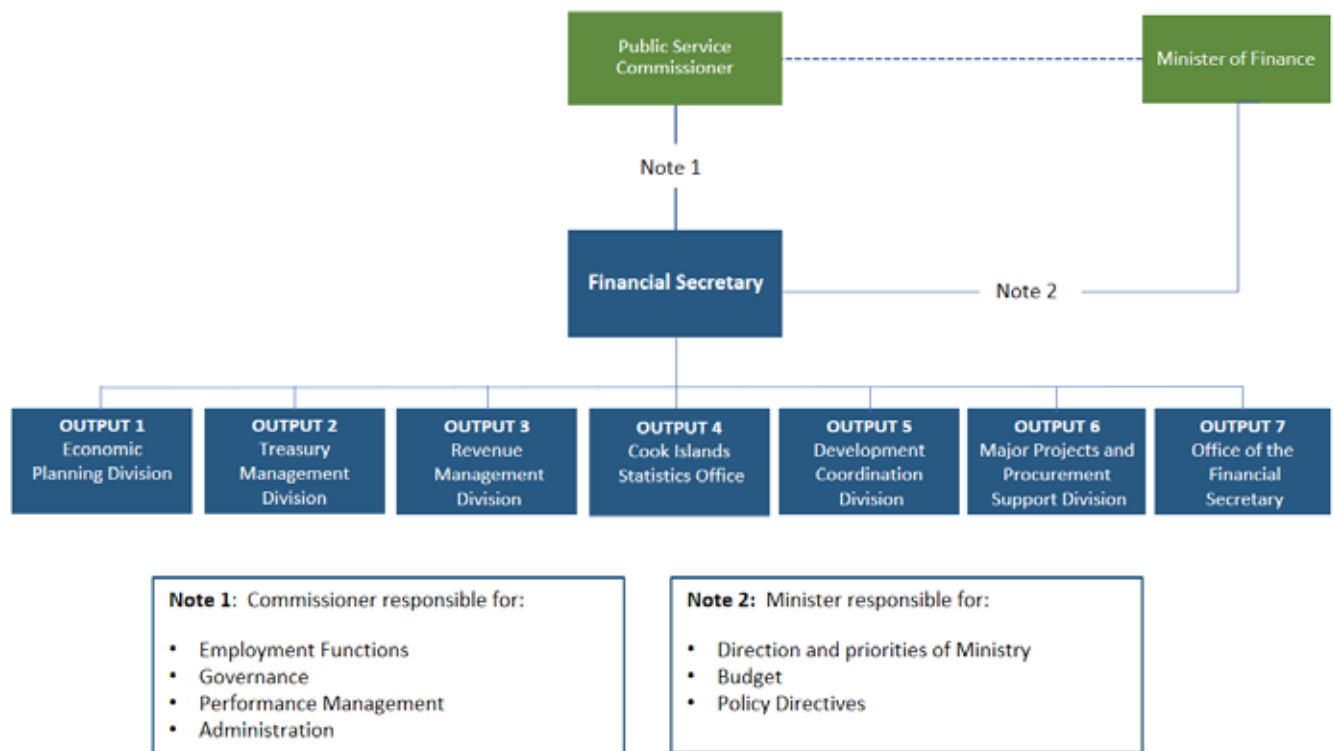 Public Service
Commissioner
Minister of Finance
Note 1
Financial Secretary
Note 2
OUTPUT 1
Economic
Planning Division
OUTPUT 2
Treasury
Management
Division
OUTPUT 3
Revenue
Management
Division
OUTPUT 4
Cook Islands
Statistics Office
OUTPUT 5
Development
Coordination
Division
OUTPUT 6
Major Projects and
Procurement
Support Division
OUTPUT 7
Office of the
Financial
Secretary
Note 1: Commissioner responsible for:
• Employment Functions
• Governance
• Performance Management
• Administration
Note 2: Minister responsible for:
• Direction and priorities of Ministry
• Budget
• Policy Directives